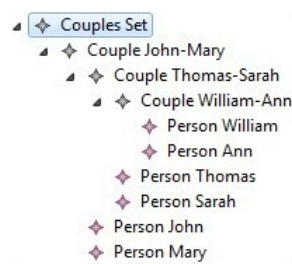 Couples Set
Couple John-Mary
Couple Thomas-Sarah
Couple William-Ann
Person William
Person Ann
Person Thomas
Person Sarah
Person John
Person Mary